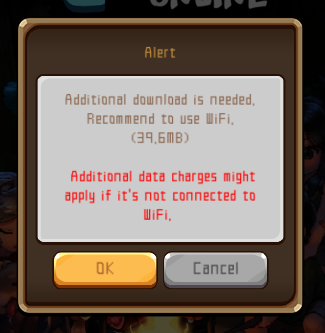 ONLINE
Alert
Additional download is needed.
Recommend to use WiFi.
(39.6MB)
Additional data charges might
apply if it's not connected to
WiFi.
OK
Cancel